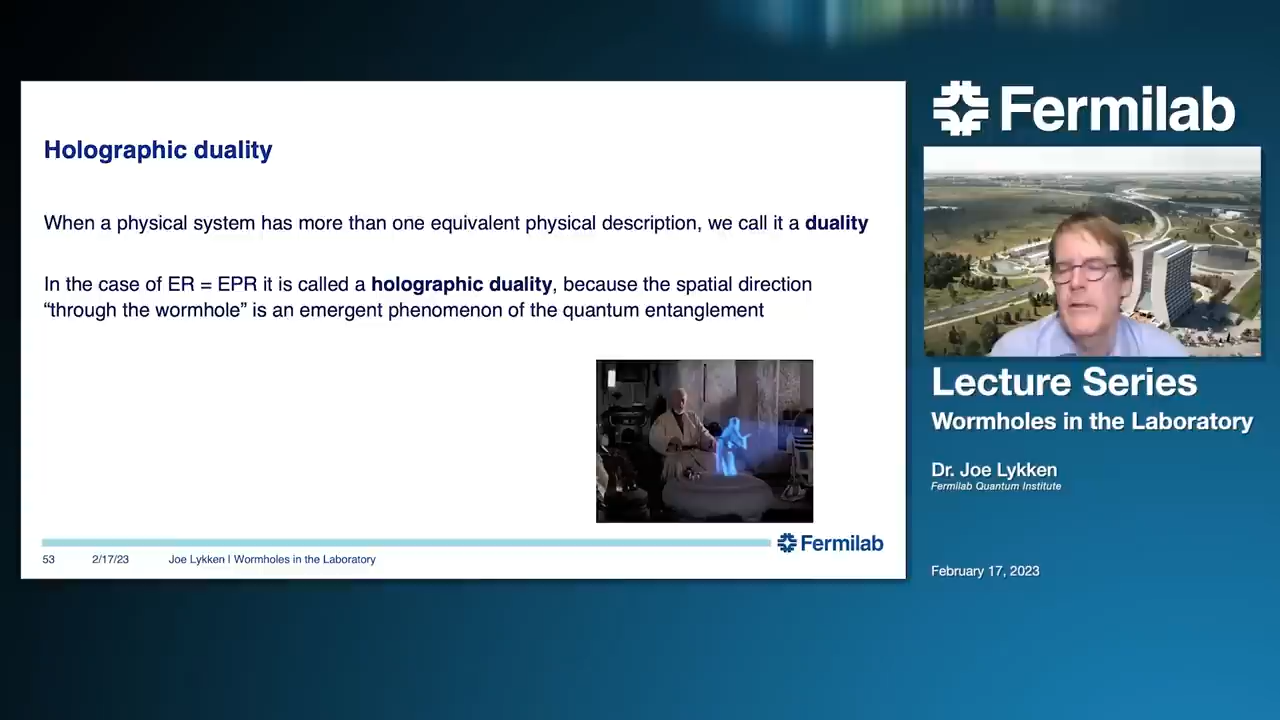 Holographic duality
When a physical system has more than one equivalent physical description, we call it a duality
In the case of ER = EPR it is called a holographic duality, because the spatial direction
“through the wormhole” is an emergent phenomenon of the quantum entanglement
Fermilab
53 2/17/23 Joe Lykken | Wormholes in the Laboratory
Fermilab
Lecture Series
Wormholes in the Laboratory
Dr. Joe Lykken
Fermilab Quantum Institute
February 17, 2023